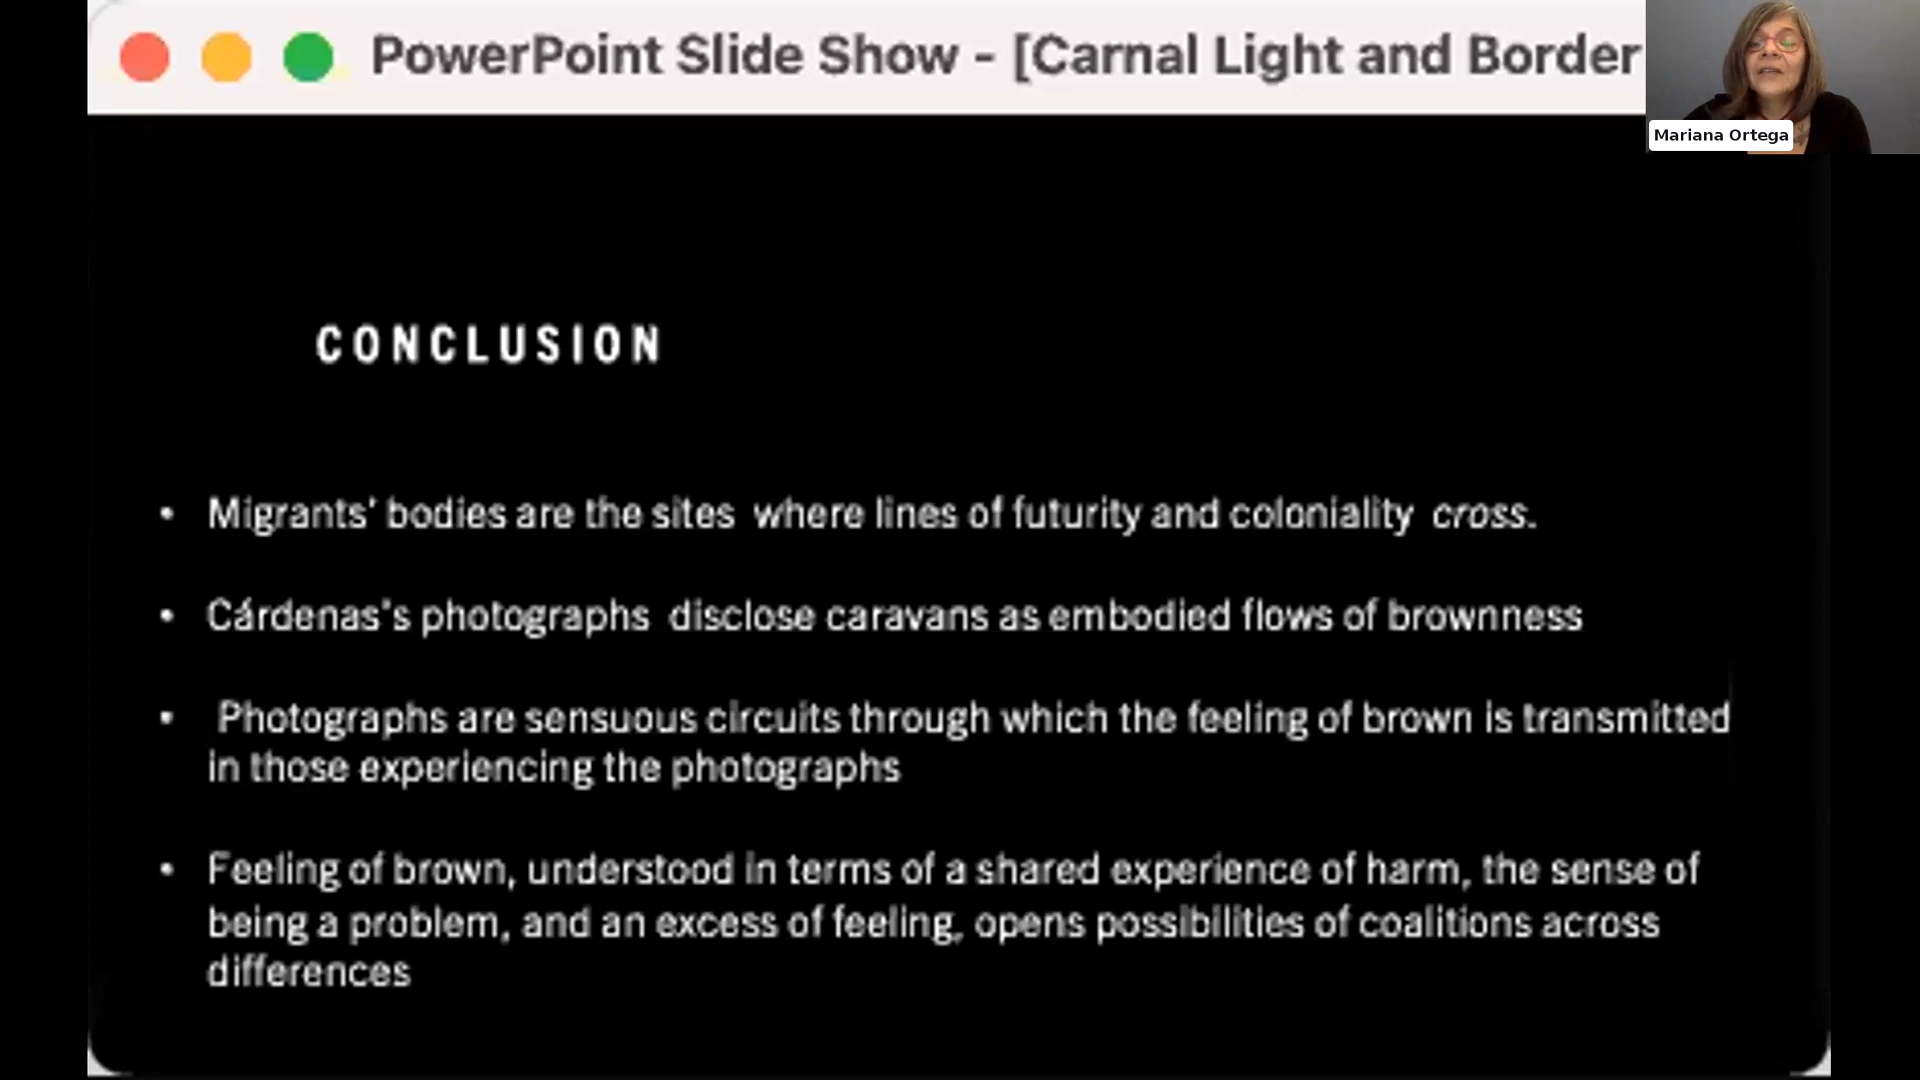 PowerPoint Slide Show - [Carnal Light and Border
Mariana Ortega
CONCLUSION
• Migrants' bodies are the sites where lines of futurity and coloniality cross.
• Cárdenas's photographs disclose caravans as embodied flows of brownness
• Photographs are sensuous circuits through which the feeling of brown is transmitted
in those experiencing the photographs
• Feeling of brown, understood in terms of a shared experience of harm, the sense of
being a problem, and an excess of feeling, opens possibilities of coalitions across
differences